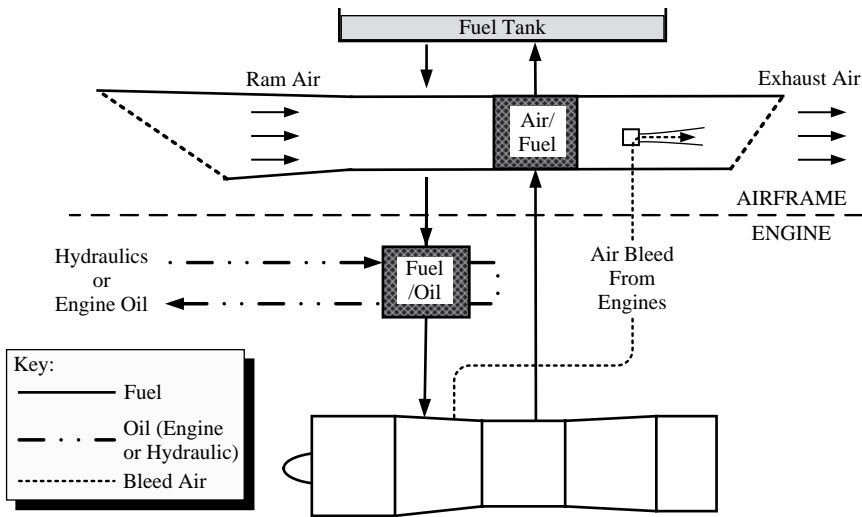 Fuel Tank
Ram Air
Exhaust Air
Air/
Fuel
AIRFRAME
ENGINE
Hydraulics
or
Engine Oil
Fuel
/Oil
Air Bleed
From
Engines
Key:
Fuel
Oil (Engine
or Hydraulic)
Bleed Air